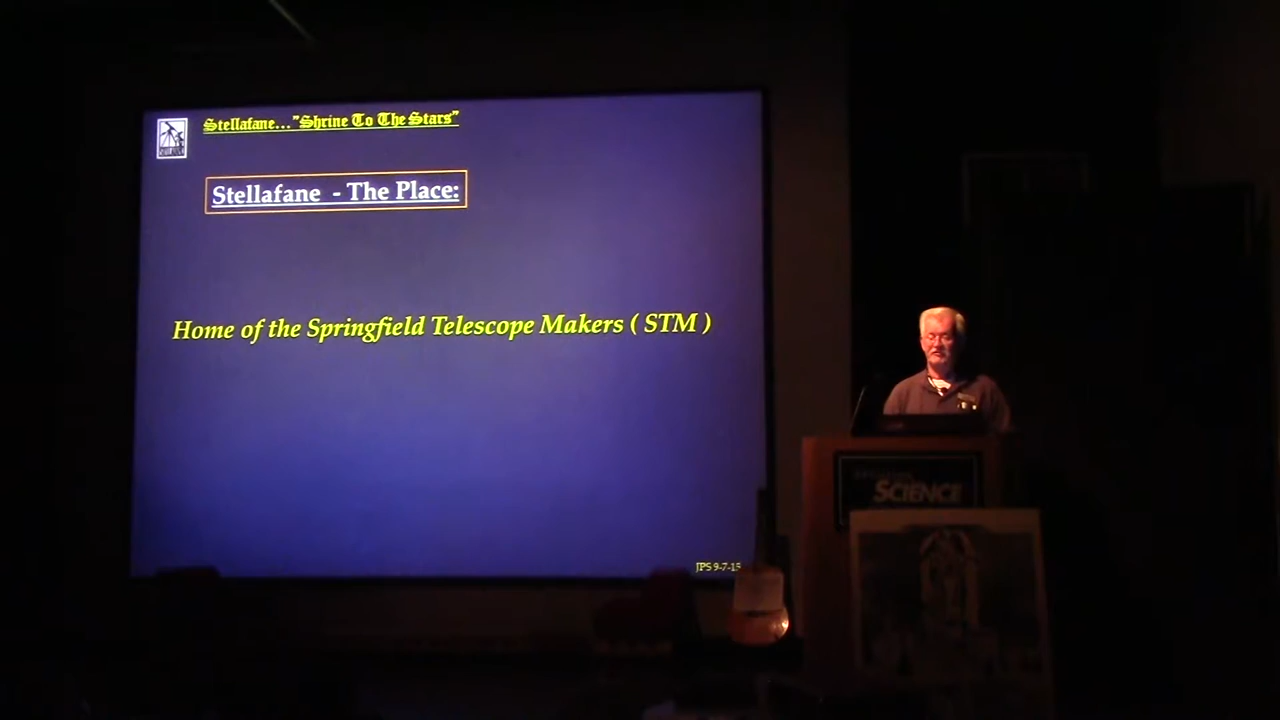 Stellafane..."Shrine To The Stars"
Stellafane - The Place:
Home of the Springfield Telescope Makers ( STM )
JPS 9-7-15
SCIENCE